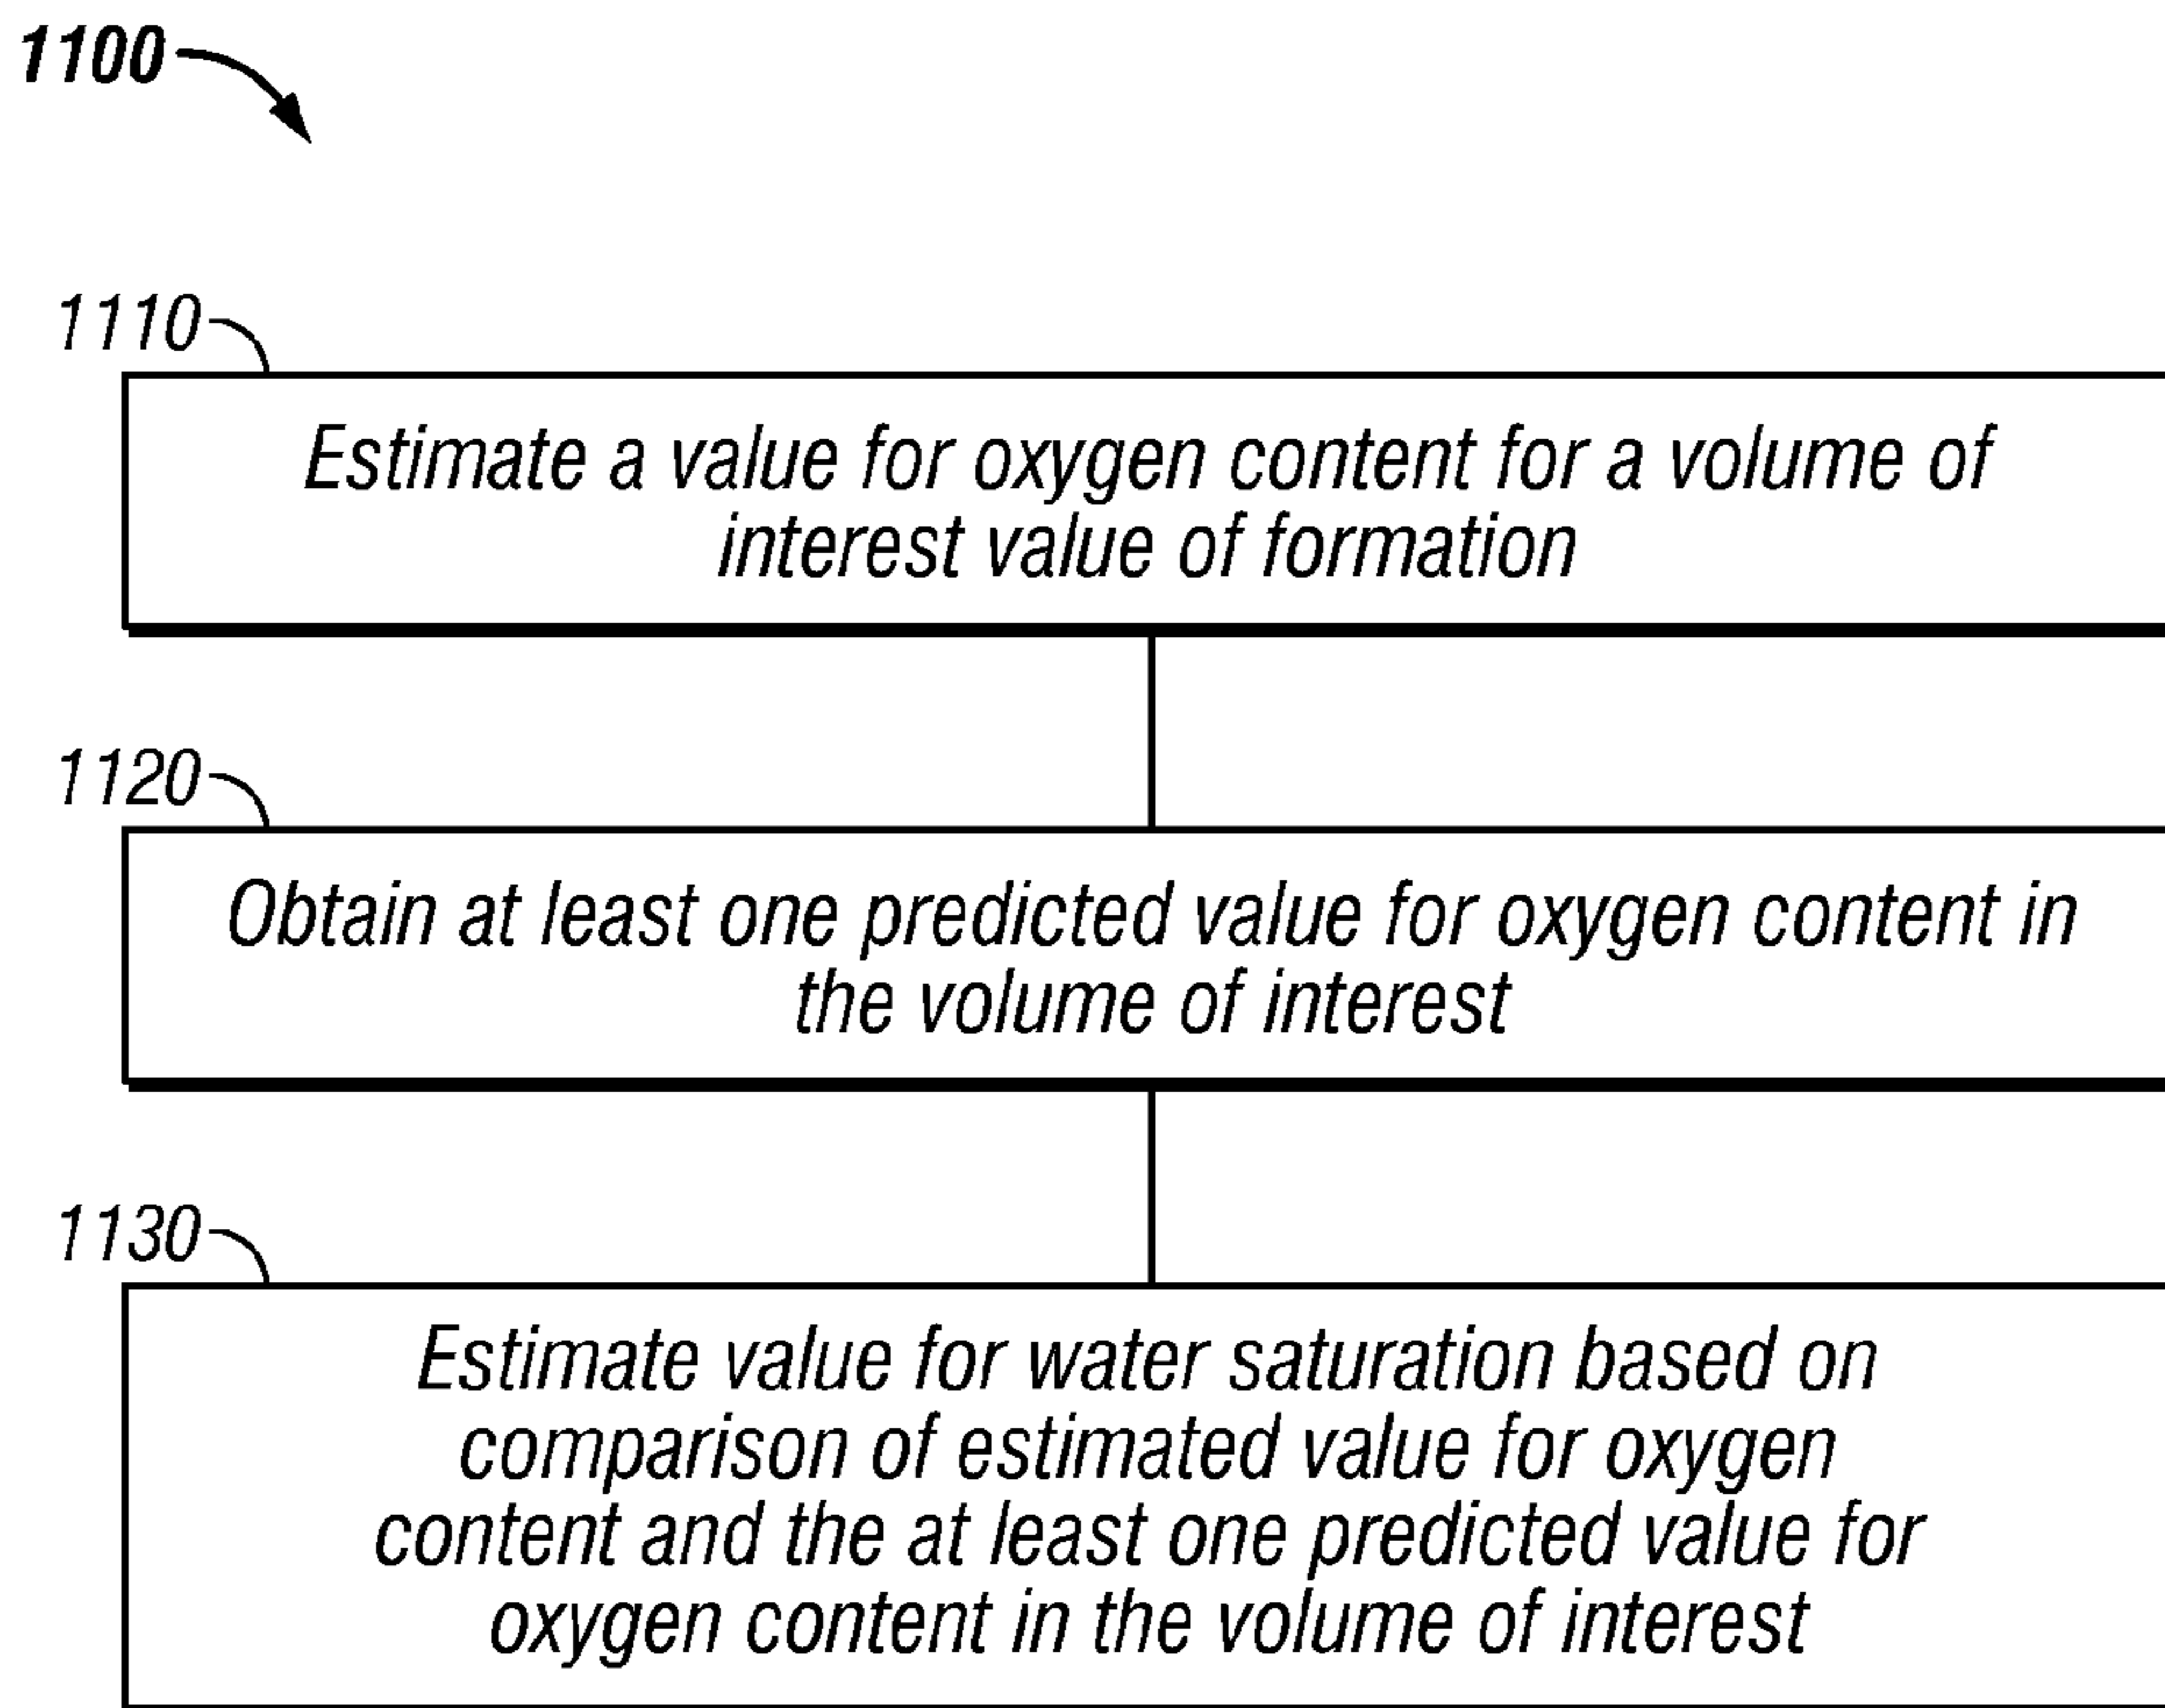 1100
1110
Estimate a value for oxygen content for a volume of
interest value of formation
1120
Obtain at least one predicted value for oxygen content in
the volume of interest
1130
Estimate value for water saturation based on
comparison of estimated value for oxygen
content and the at least one predicted value for
oxygen content in the volume of interest